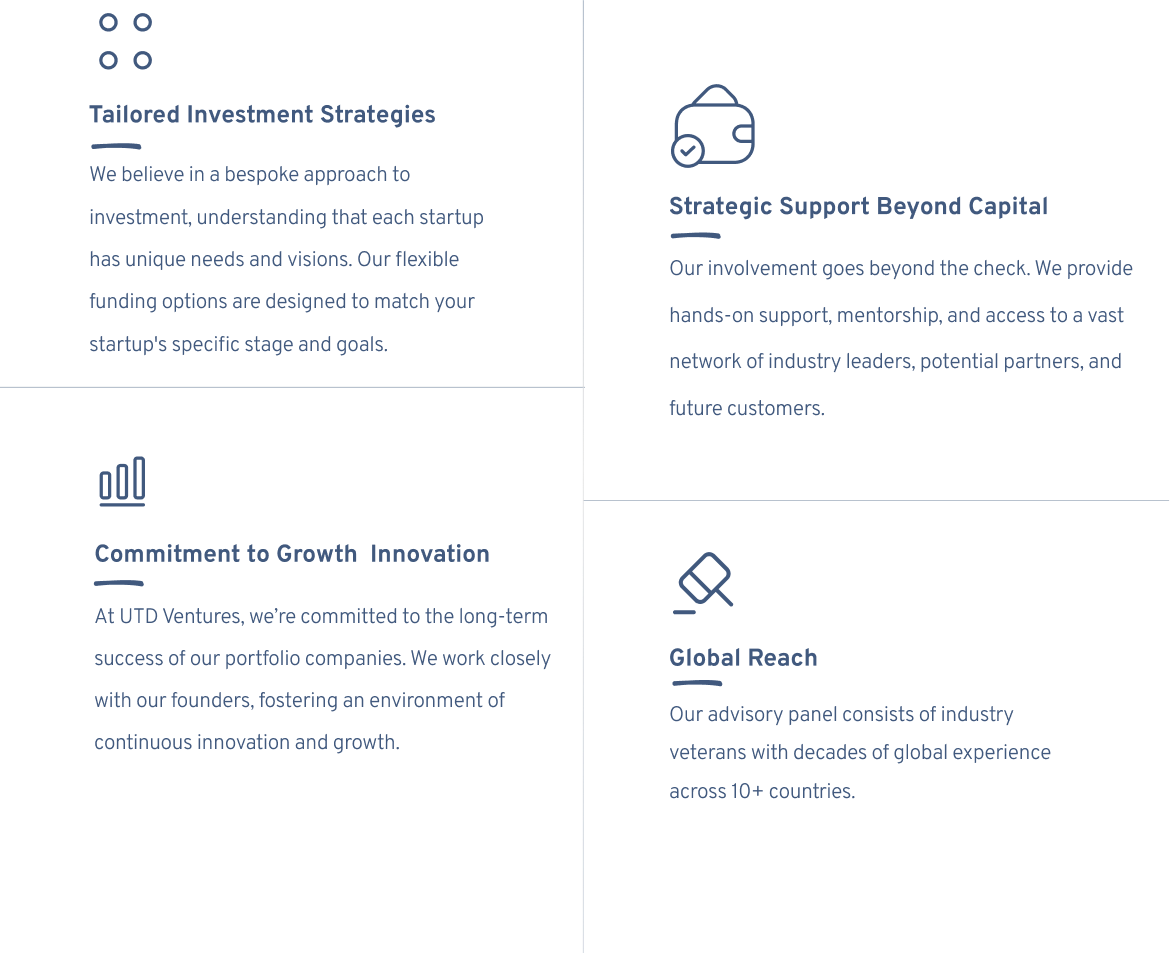 Tailored Investment Strategies
We believe in a bespoke approach to
investment, understanding that each startup
has unique needs and visions. Our flexible
funding options are designed to match your
startup's specific stage and goals.
Strategic Support Beyond Capital
Our involvement goes beyond the check. We provide
hands-on support, mentorship, and access to a vast
network of industry leaders, potential partners, and
future customers.
Commitment to Growth  Innovation
At UTD Ventures, we’re committed to the long-term
success of our portfolio companies. We work closely
with our founders, fostering an environment of
continuous innovation and growth.
Global Reach
Our advisory panel consists of industry
veterans with decades of global experience
across 10+ countries.